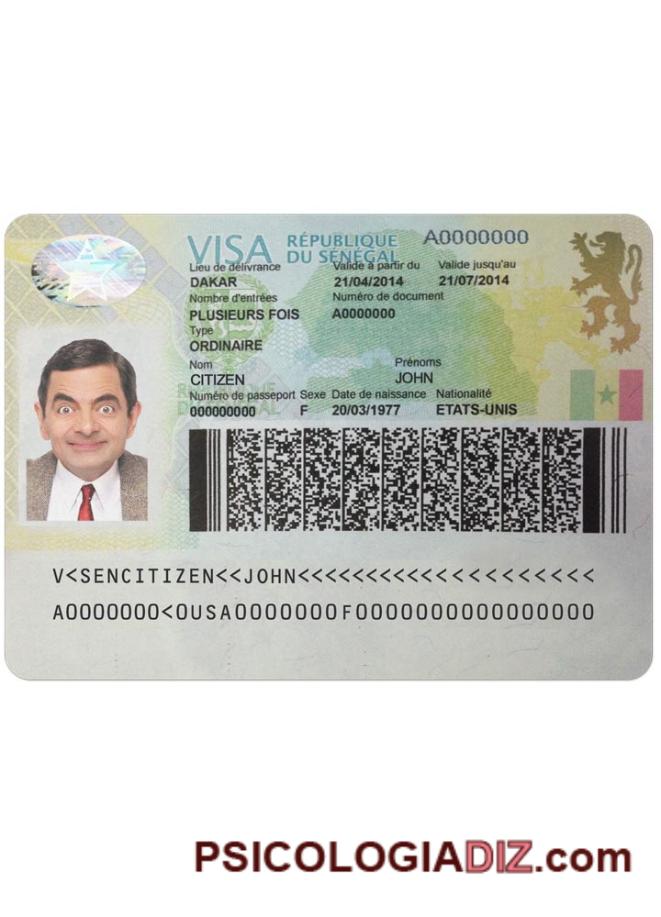 VISA RÉPUBLIQUE DU SÉNÉGAL A0000000
Lieu de délivrance Valide à partir du Valide jusqu'au
DAKAR 21/04/2014 21/07/2014
Nombre d'entrées Numéro de document
PLUSIEURS FOIS A0000000
Type
ORDINAIRE
Nom Prénoms
CITIZEN JOHN
Numéro de passeport Sexe Date de naissance Nationalité
000000000 F 20/03/1977 ETATS-UNIS
V<SENCITIZEN<<JOHN<<<<<<<<<<<<<<<<<<<<<<
A0000000<0USA0000000F0000000000000000
PSICOLOGIADIZ.com